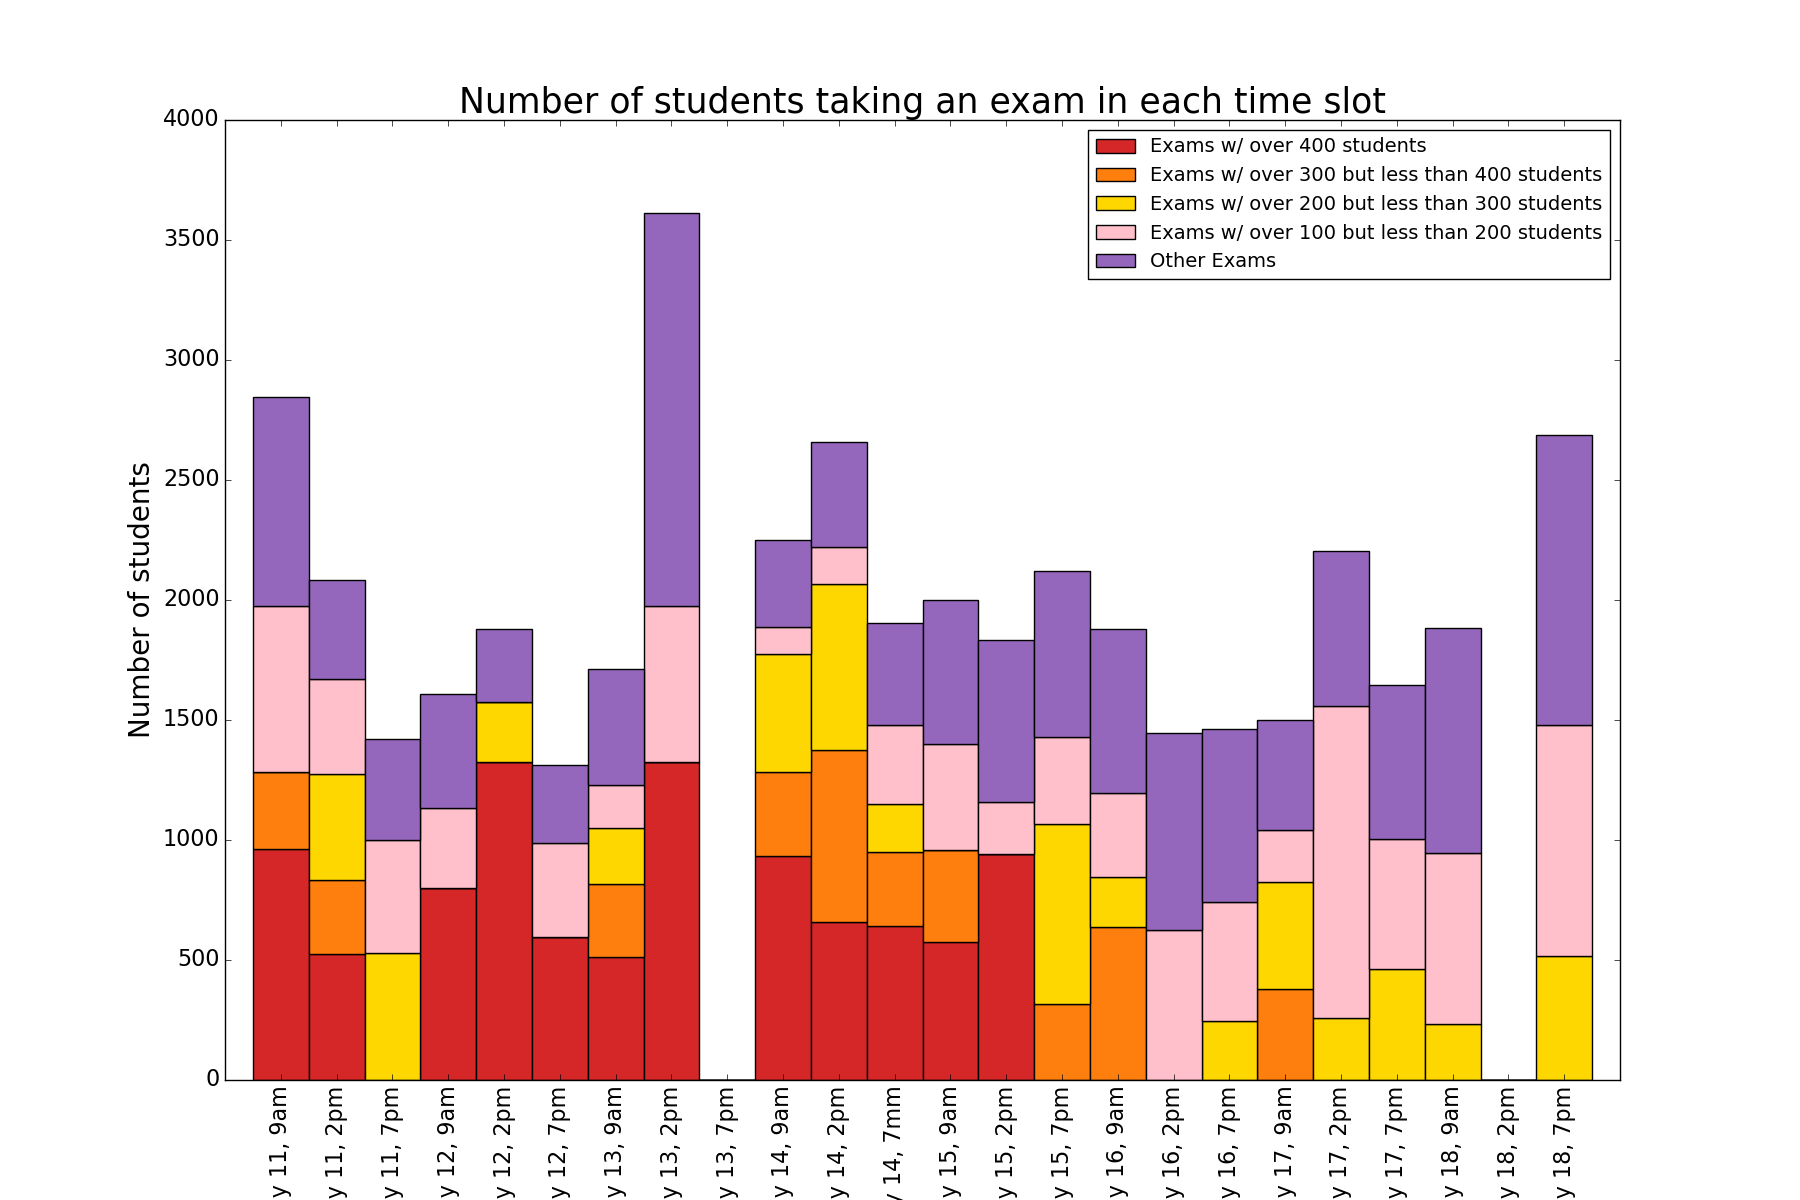 Number of students taking an exam in each time slot
4000
3500
3000
2500
2000
1500
1000
500
0
Number of students
Exams w/ over 400 students
Exams w/ over 300 but less than 400 students
Exams w/ over 200 but less than 300 students
Exams w/ over 100 but less than 200 students
Other Exams
y 11, 9am
y 11, 2pm
y 11, 7pm
y 12, 9am
y 12, 2pm
y 12, 7pm
y 13, 9am
y 13, 2pm
y 13, 7pm
y 14, 9am
y 14, 2pm
y 14, 7mm
y 15, 9am
y 15, 2pm
y 15, 7pm
y 16, 9am
y 16, 2pm
y 16, 7pm
y 17, 9am
y 17, 2pm
y 17, 7pm
y 18, 9am
y 18, 2pm
y 18, 7pm